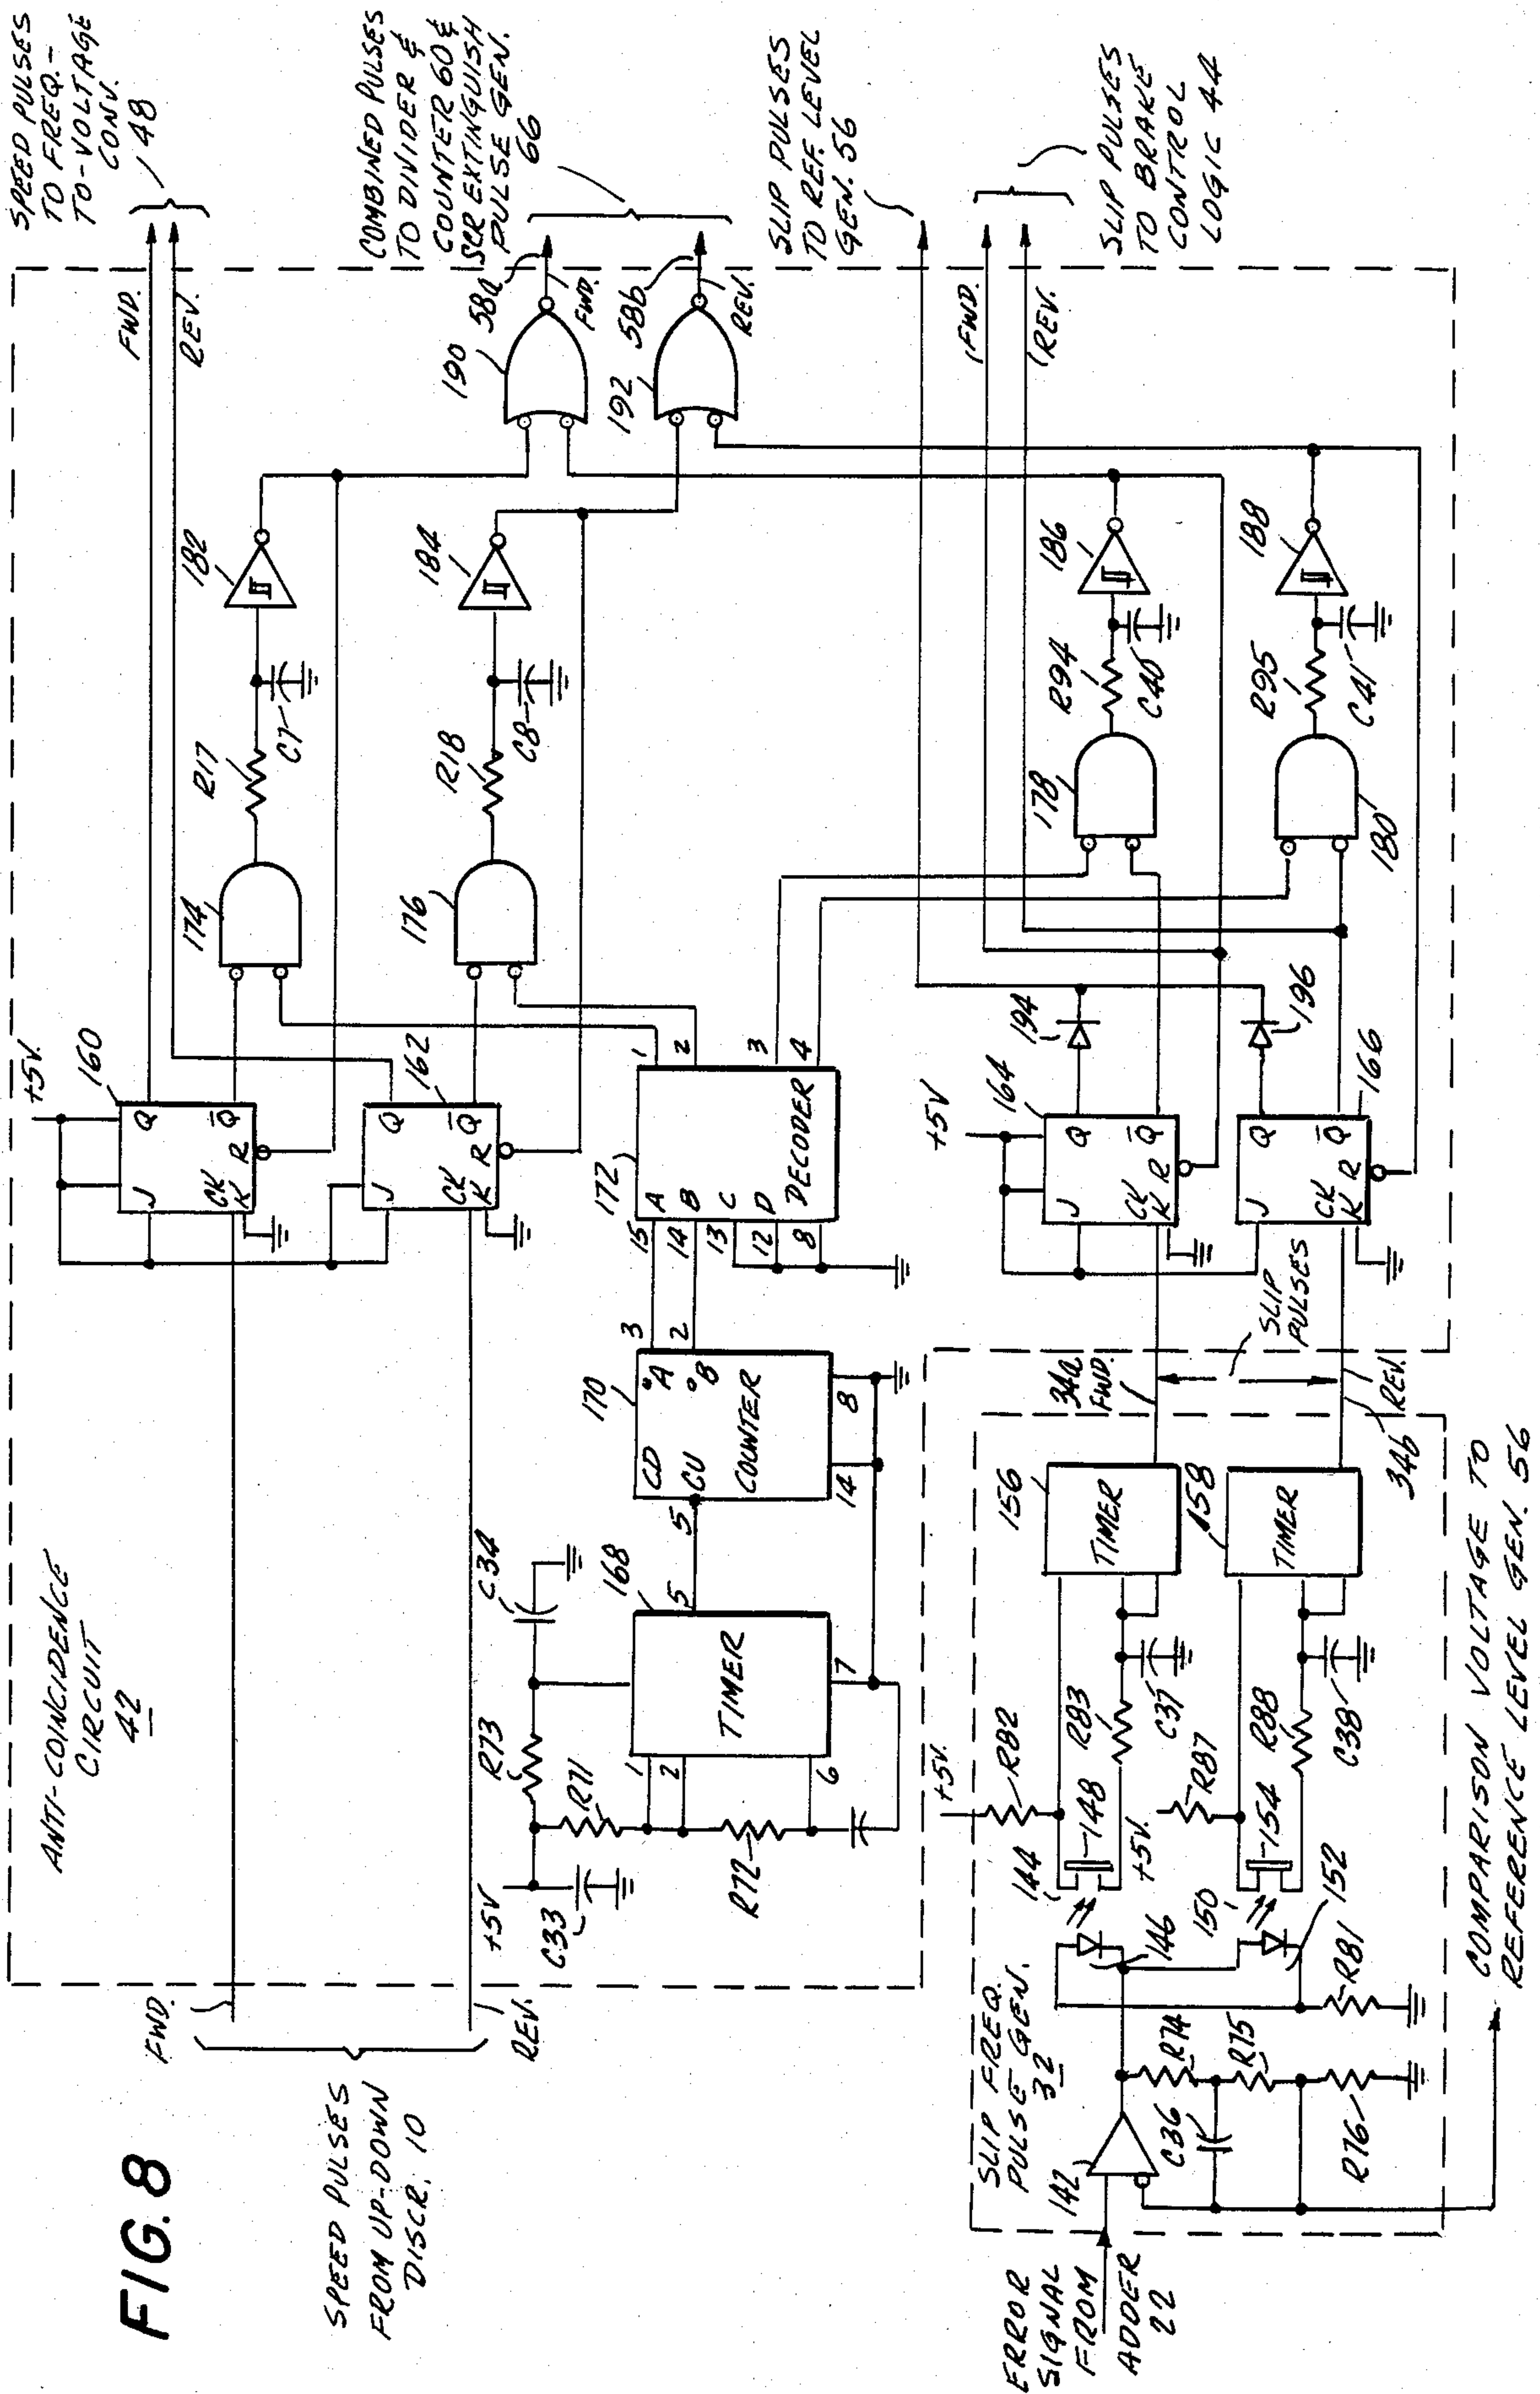 FIG. 8
SPEED PULSES
FROM UP-DOWN
DISCR. 10
FWD.
REV.
ANTI-COINCIDENCE
CIRCUIT
42
+5V
C33
R73
R71
R72
C34
1
2
6
TIMER
168
5
7
5
CD
CU
COUNTER
170
°A
°B
14
8
3
2
15
14
13
12
8
A
B
C
D
DECODER
172
1
2
3
4
+5V.
160
J
CK
K
Q
Q̅
R
162
J
CK
K
Q
Q̅
R
174
R17
C7
182
176
R18
C8
184
190
58a
FWD.
192
58b
REV.
FWD.
REV.
SPEED PULSES
TO FREQ.-
TO-VOLTAGE
CONV.
48
COMBINED PULSES
TO DIVIDER &
COUNTER 60 &
SCR EXTINGUISH
PULSE GEN.
66
SLIP PULSES
TO REF. LEVEL
GEN. 56
FWD.
REV.
SLIP PULSES
TO BRAKE
CONTROL
LOGIC 44
+5V
164
J
CK
K
Q
Q̅
R
194
166
J
CK
K
Q
Q̅
R
196
178
R94
C40
186
180
R95
C41
188
SLIP
PULSES
34a
FWD.
34b
REV.
ERROR
SIGNAL
FROM
ADDER
22
SLIP FREQ.
PULSE GEN.
32
142
C36
R74
R75
R76
R81
+5V.
R82
144
146
148
R83
C37
156
TIMER
+5V.
R87
150
152
154
R88
C38
158
TIMER
COMPARISON VOLTAGE TO
REFERENCE LEVEL GEN. 56